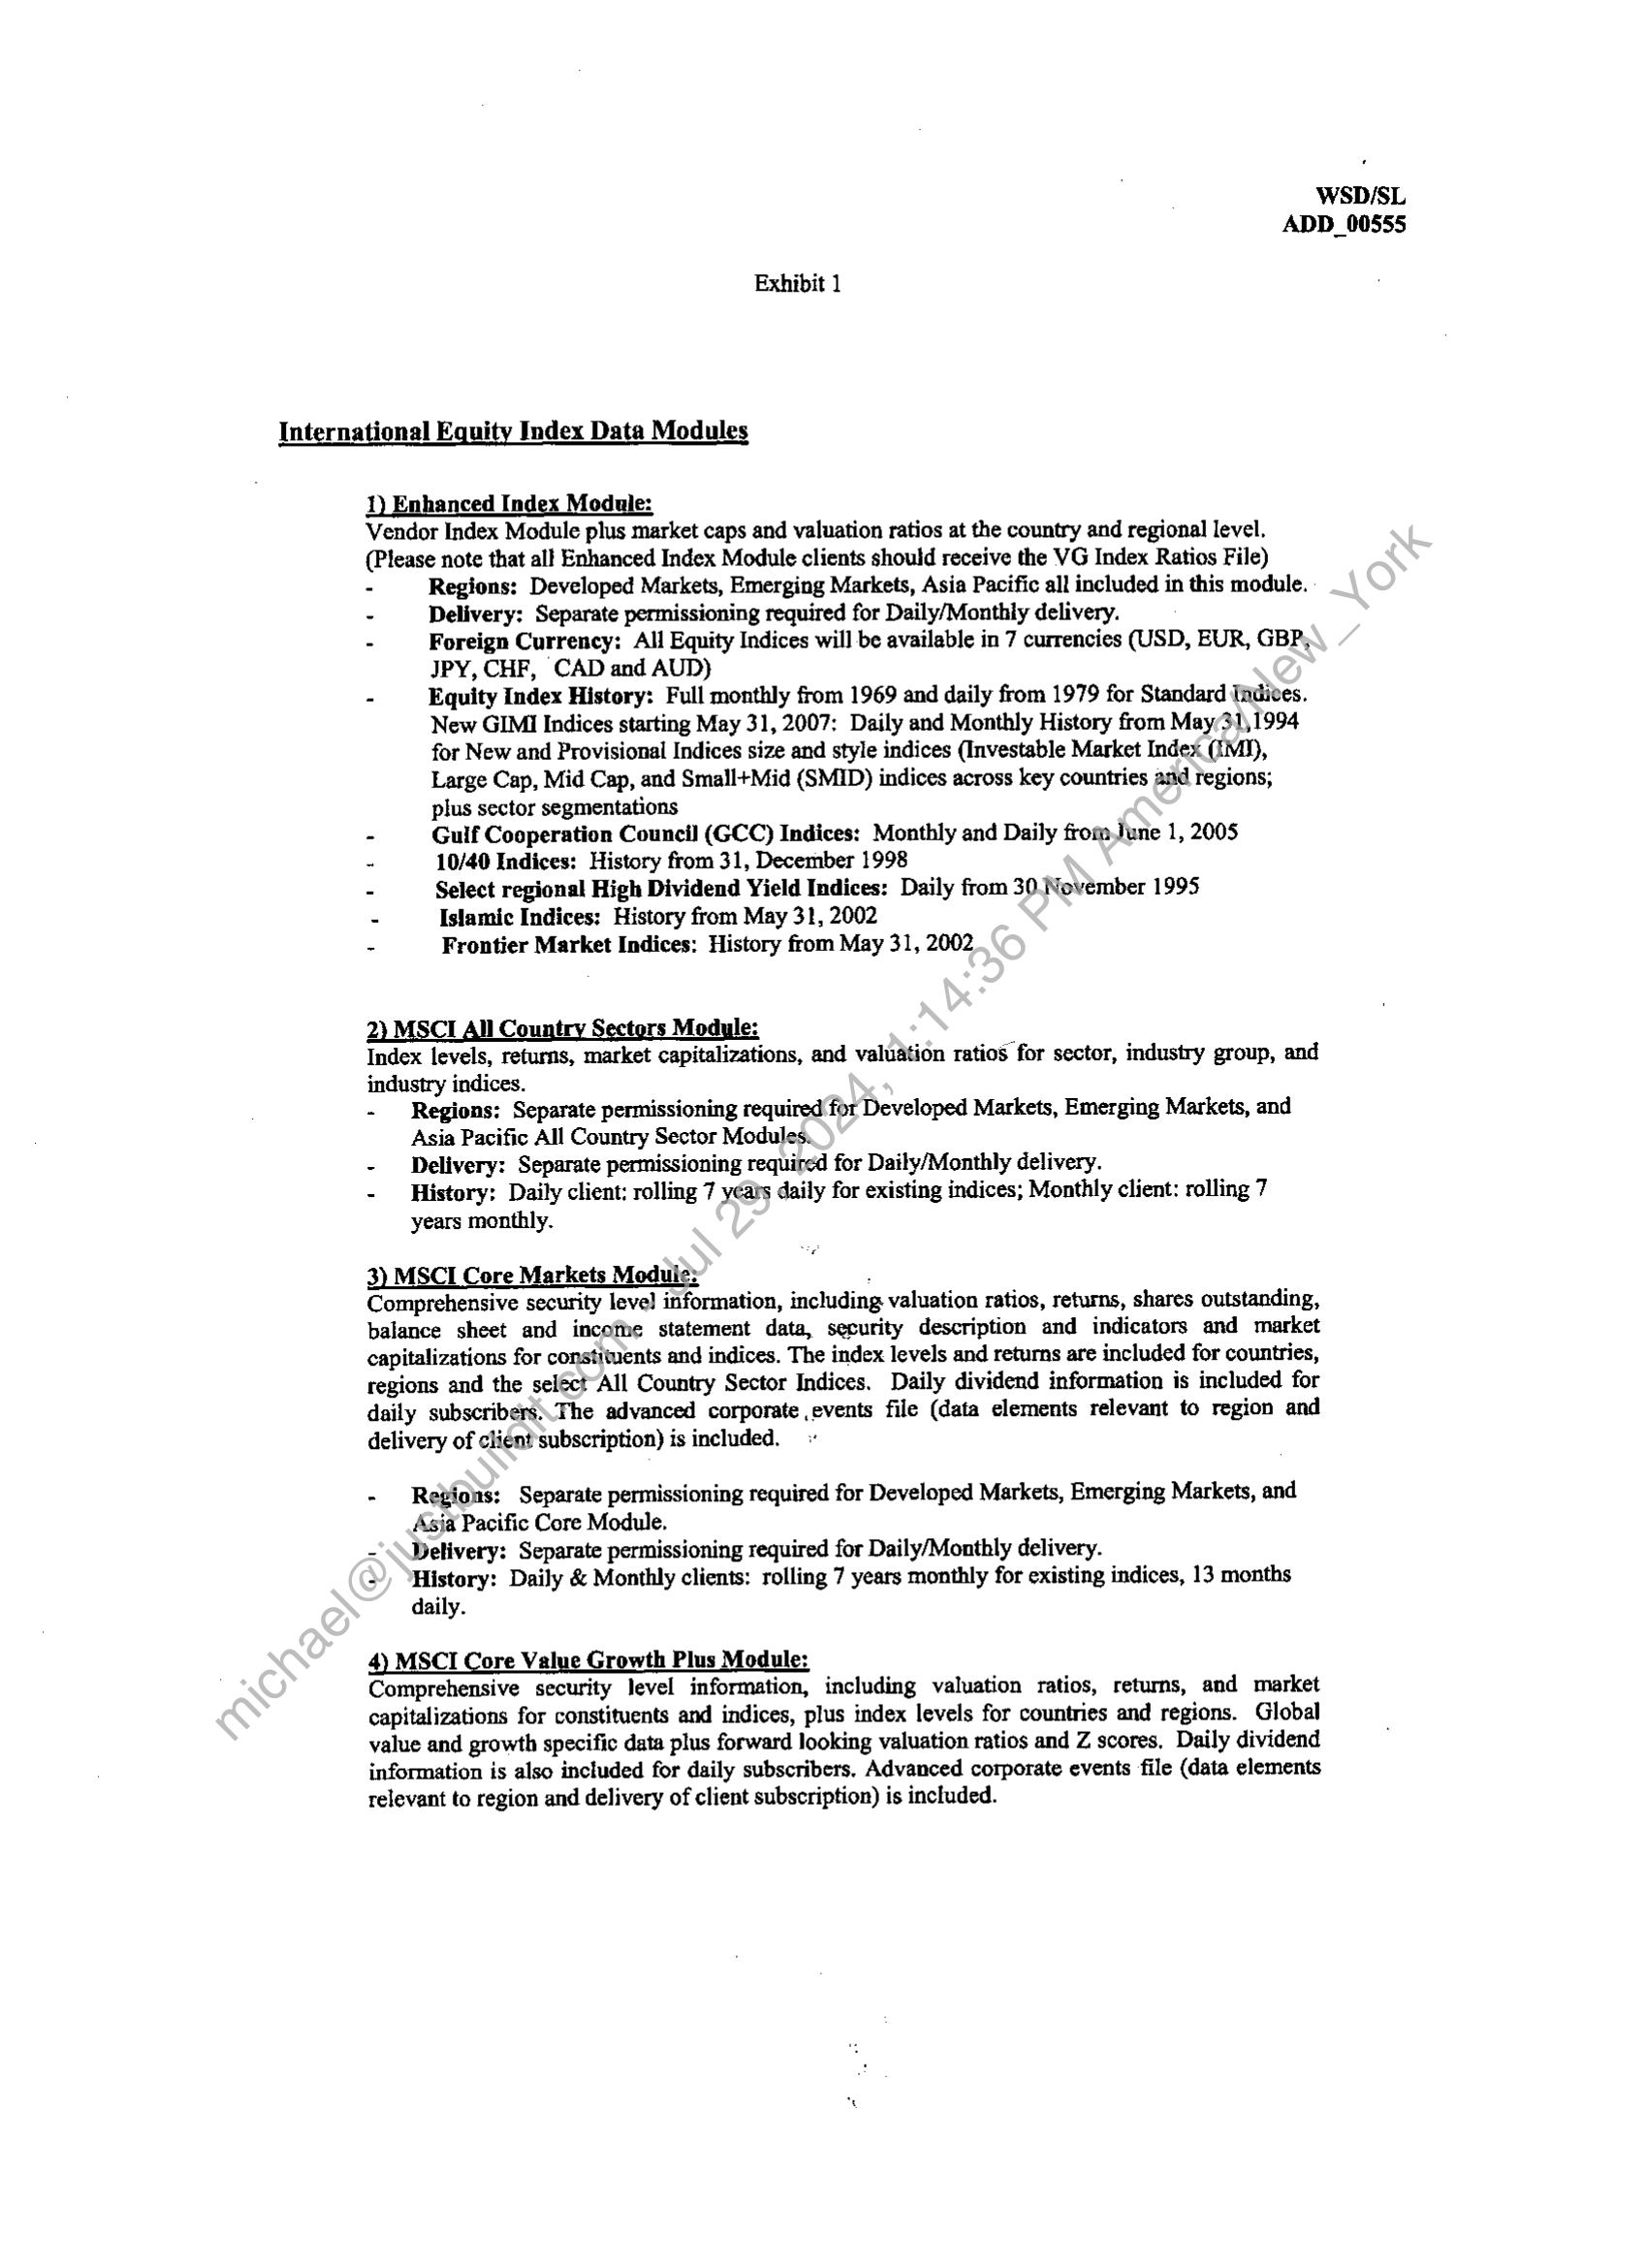 WSD/SL
ADD_00555
Exhibit 1
International Equity Index Data Modules
1) Enhanced Index Module:
Vendor Index Module plus market caps and valuation ratios at the country and regional level.
(Please note that all Enhanced Index Module clients should receive the VG Index Ratios File)
- Regions: Developed Markets, Emerging Markets, Asia Pacific all included in this module.
- Delivery: Separate permissioning required for Daily/Monthly delivery.
- Foreign Currency: All Equity Indices will be available in 7 currencies (USD, EUR, GBP,
JPY, CHF, CAD and AUD)
- Equity Index History: Full monthly from 1969 and daily from 1979 for Standard Indices.
New GIMI Indices starting May 31, 2007: Daily and Monthly History from May 31,1994
for New and Provisional Indices size and style indices (Investable Market Index (IMI),
Large Cap, Mid Cap, and Small+Mid (SMID) indices across key countries and regions;
plus sector segmentations
- Gulf Cooperation Council (GCC) Indices: Monthly and Daily from June 1, 2005
- 10/40 Indices: History from 31, December 1998
- Select regional High Dividend Yield Indices: Daily from 30 November 1995
- Islamic Indices: History from May 31, 2002
- Frontier Market Indices: History from May 31, 2002
2) MSCI All Country Sectors Module:
Index levels, returns, market capitalizations, and valuation ratios for sector, industry group, and
industry indices.
- Regions: Separate permissioning required for Developed Markets, Emerging Markets, and
Asia Pacific All Country Sector Modules.
- Delivery: Separate permissioning required for Daily/Monthly delivery.
- History: Daily client: rolling 7 years daily for existing indices; Monthly client: rolling 7
years monthly.
3) MSCI Core Markets Module:
Comprehensive security level information, including valuation ratios, returns, shares outstanding,
balance sheet and income statement data, security description and indicators and market
capitalizations for constituents and indices. The index levels and returns are included for countries,
regions and the select All Country Sector Indices. Daily dividend information is included for
daily subscribers. The advanced corporate events file (data elements relevant to region and
delivery of client subscription) is included.
- Regions: Separate permissioning required for Developed Markets, Emerging Markets, and
Asia Pacific Core Module.
- Delivery: Separate permissioning required for Daily/Monthly delivery.
- History: Daily & Monthly clients: rolling 7 years monthly for existing indices, 13 months
daily.
4) MSCI Core Value Growth Plus Module:
Comprehensive security level information, including valuation ratios, returns, and market
capitalizations for constituents and indices, plus index levels for countries and regions. Global
value and growth specific data plus forward looking valuation ratios and Z scores. Daily dividend
information is also included for daily subscribers. Advanced corporate events file (data elements
relevant to region and delivery of client subscription) is included.
michael@justbuildit.com - Jul 29, 2024, 1:14:36 PM America/New_York